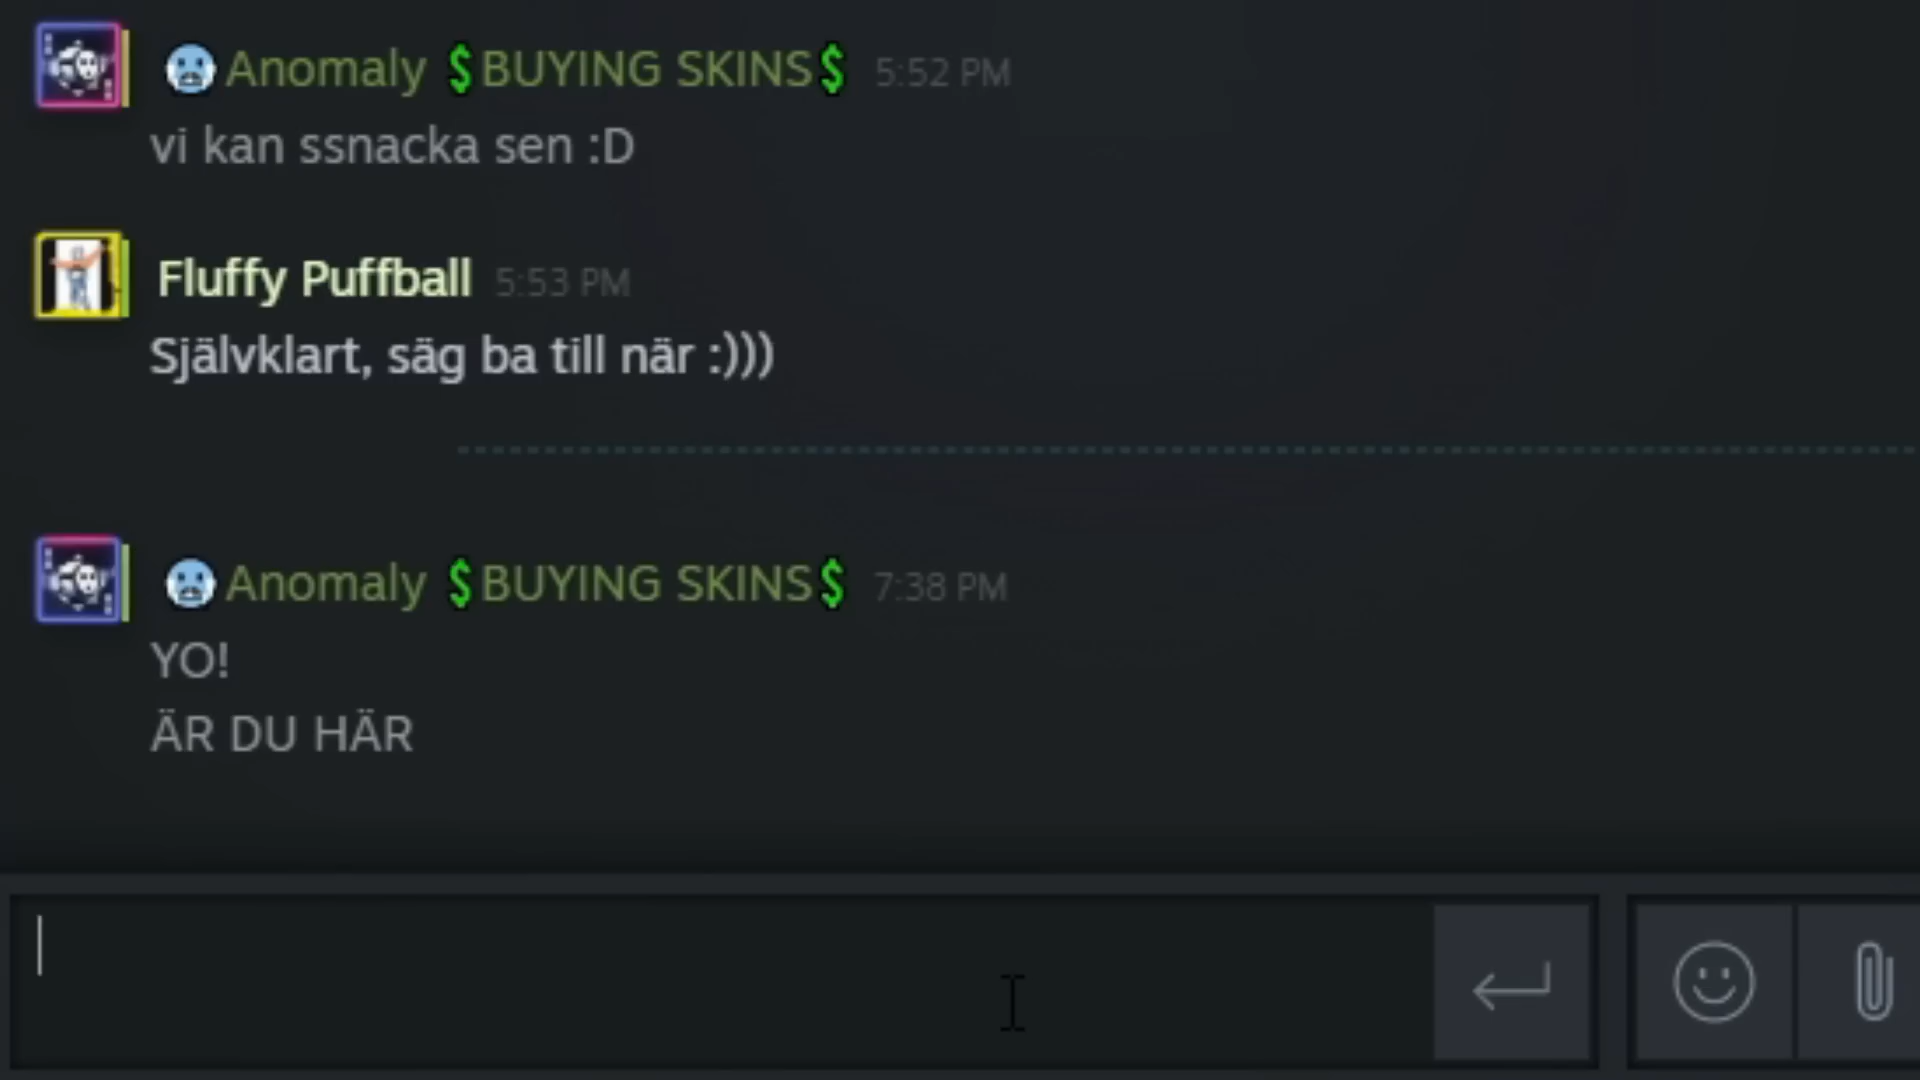 🥶Anomaly $BUYING SKINS$ 5:52 PM
vi kan ssnacka sen :D
Fluffy Puffball 5:53 PM
Självklart, säg ba till när :)))
🥶Anomaly $BUYING SKINS$ 7:38 PM
YO!
ÄR DU HÄR